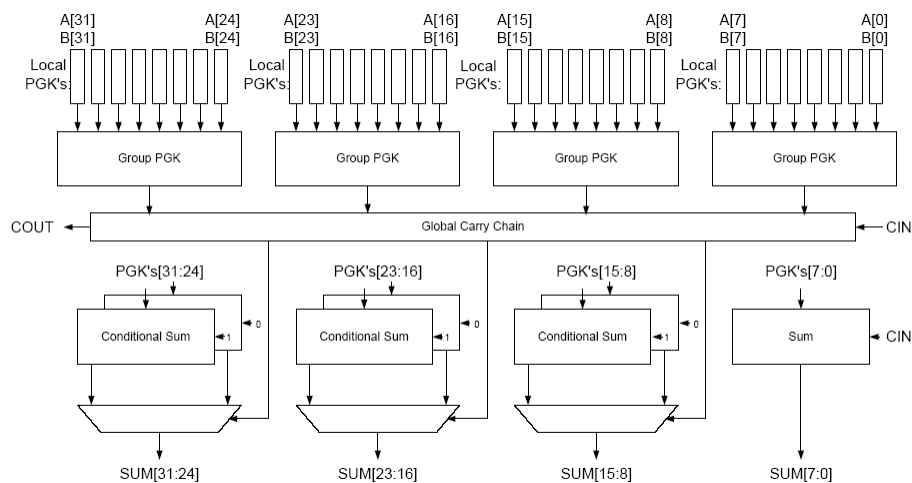 A[31] A[24] A[23] A[16] A[15] A[8] A[7] A[0]
B[31] B[24] B[23] B[16] B[15] B[8] B[7] B[0]
Local Local Local Local
PGK's: PGK's: PGK's: PGK's:
Group PGK Group PGK Group PGK Group PGK
COUT Global Carry Chain CIN
PGK's[31:24] PGK's[23:16] PGK's[15:8] PGK's[7:0]
0 0 0
Conditional Sum 1 Conditional Sum 1 Conditional Sum 1 Sum CIN
SUM[31:24] SUM[23:16] SUM[15:8] SUM[7:0]